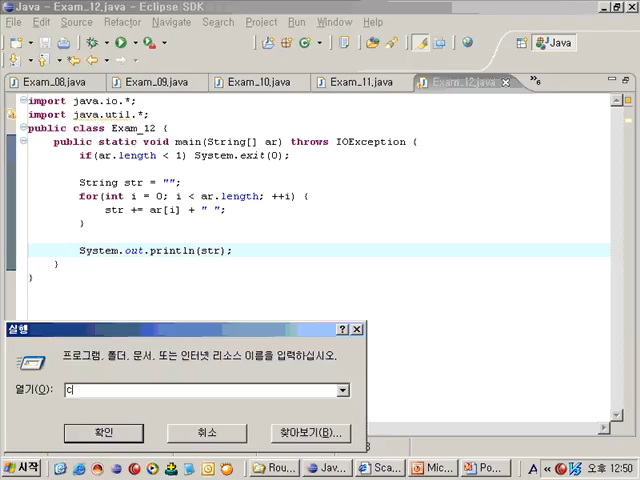 Java - Exam_12.java - Eclipse SDK
File Edit Source Refactor Navigate Search Project Run Window Help
Java
Exam_08.java Exam_09.java Exam_10.java Exam_11.java Exam_12.java »6
import java.io.*;
import java.util.*;
public class Exam_12 {
public static void main(String[] ar) throws IOException {
if(ar.length < 1) System.exit(0);
String str = "";
for(int i = 0; i < ar.length; ++i) {
str += ar[i] + " ";
}
System.out.println(str);
}
}
실행
프로그램, 폴더, 문서, 또는 인터넷 리소스 이름을 입력하십시오.
열기(O): c
확인 취소 찾아보기(B)...
시작 Rou... Java... Sca... Mic... Po... A 오후 12:50